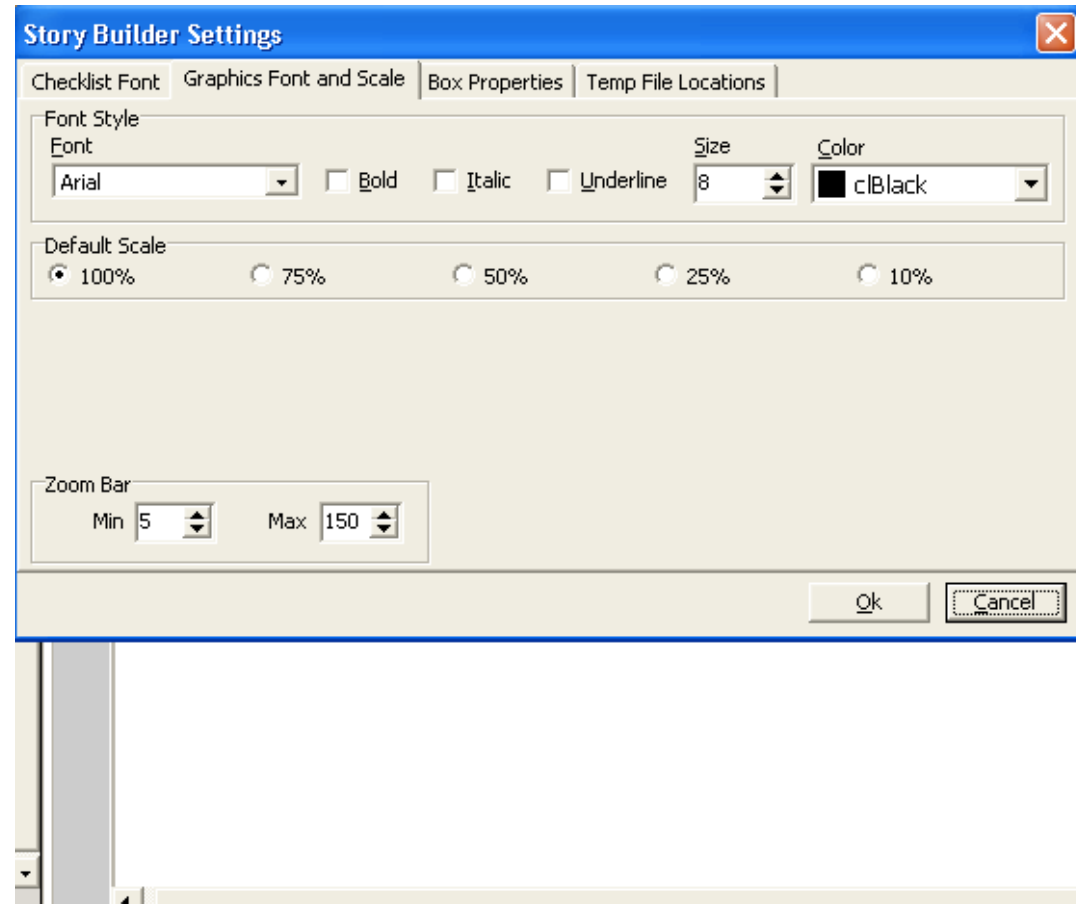 Story Builder Settings
Checklist Font Graphics Font and Scale Box Properties Temp File Locations
Font Style
Font Size Color
Arial Bold Italic Underline 8 clBlack
Default Scale
100% 75% 50% 25% 10%
Zoom Bar
Min 5 Max 150
Ok Cancel